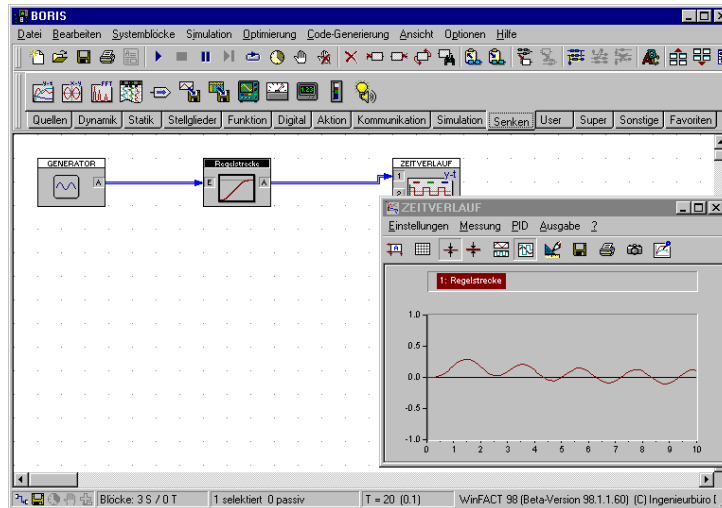 BORIS
Datei Bearbeiten Systemblöcke Simulation Optimierung Code-Generierung Ansicht Optionen Hilfe
y-t x-y FFT
123
Quellen Dynamik Statik Stellglieder Funktion Digital Aktion Kommunikation Simulation Senken User Super Sonstige Favoriten
GENERATOR Regelstrecke ZEITVERLAUF
A E A 1 y-t
2
ZEITVERLAUF
Einstellungen Messung PID Ausgabe ?
1: Regelstrecke
1.0
0.5
0.0
-0.5
-1.0
0 1 2 3 4 5 6 7 8 9 10
Blöcke: 3 S / 0 T 1 selektiert 0 passiv T = 20 (0.1) WinFACT 98 (Beta-Version 98.1.1.60) (C) Ingenieurbüro